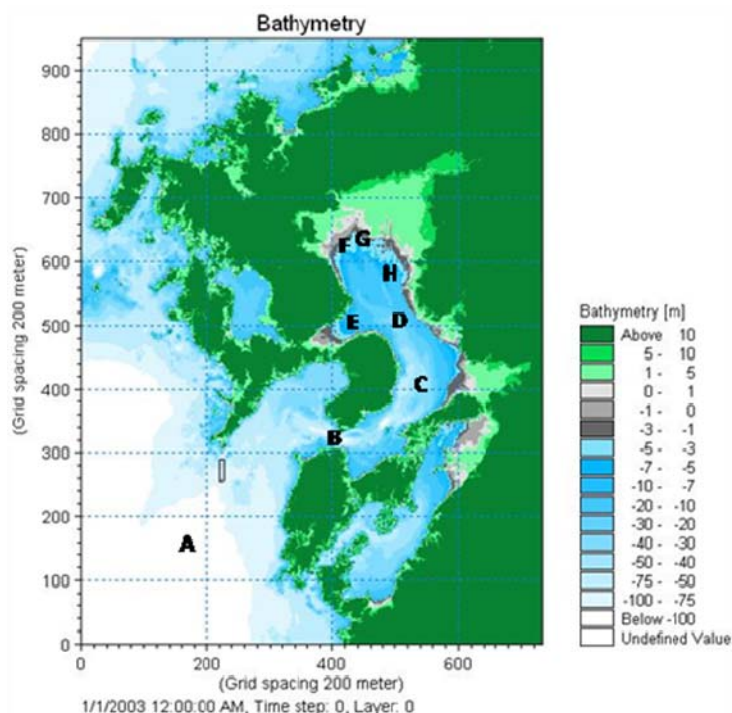 Bathymetry
900
800
700
600
500
400
300
200
100
0
(Grid spacing 200 meter)
F G
H
E D
C
B
A
0 200 400 600
(Grid spacing 200 meter)
1/1/2003 12:00:00 AM, Time step: 0, Layer: 0
Bathymetry [m]
Above 10
5 - 10
1 - 5
0 - 1
-1 - 0
-3 - -1
-5 - -3
-7 - -5
-10 - -7
-20 - -10
-30 - -20
-40 - -30
-50 - -40
-75 - -50
-100 - -75
Below -100
Undefined Value